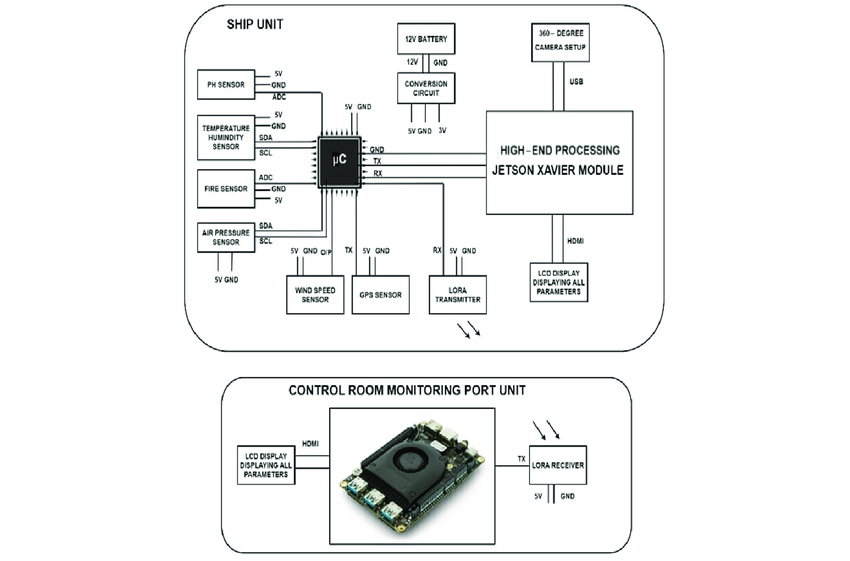 SHIP UNIT
12V BATTERY
12V GND
CONVERSION
CIRCUIT
5V GND 3V
360- DEGREE
CAMERA SETUP
USB
PH SENSOR
5V
GND
ADC
TEMPERATURE
HUMINDITY
SENSOR
5V
GND
SDA
SCL
5V GND
µC
GND
TX
RX
HIGH-END PROCESSING
JETSON XAVIER MODULE
FIRE SENSOR
ADC
GND
5V
AIR PRESSURE
SENSOR
SDA
SCL
5V GND
5V GND O/P
WIND SPEED
SENSOR
TX 5V GND
GPS SENSOR
RX 5V GND
LORA
TRANSMITTER
HDMI
LCD DISPLAY
DISPLAYING ALL
PARAMETERS
CONTROL ROOM MONITORING PORT UNIT
HDMI
LCD DISPLAY
DISPLAYING ALL
PARAMETERS
TX
LORA RECEIVER
5V GND